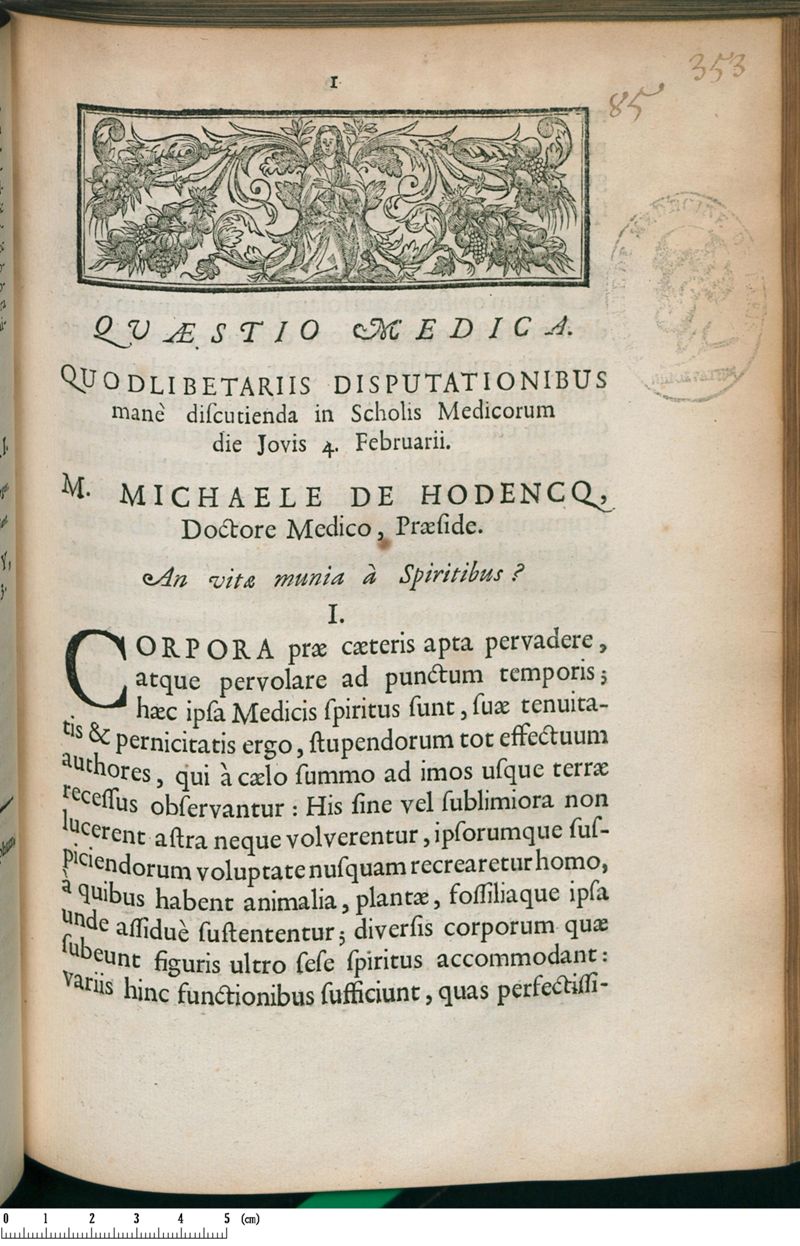 1
353
85
QVÆSTIO MEDICA.
QUODLIBETARIIS DISPUTATIONIBUS
manè diſcutienda in Scholis Medicorum
die Jovis 4. Februarii.
M. MICHAELE DE HODENCQ,
Doctore Medico, Præſide.
An vitæ munia à Spiritibus?
I.
CORPORA præ cæteris apta pervadere,
atque pervolare ad punctum temporis;
hæc ipſa Medicis ſpiritus ſunt, ſuæ tenuita-
tis & pernicitatis ergo, ſtupendorum tot effectuum
authores, qui à cælo ſummo ad imos uſque terræ
receſſus obſervantur: His ſine vel ſublimiora non
lucerent aſtra neque volverentur, ipſorumque ſuſ-
piciendorum voluptate nuſquam recrearetur homo,
à quibus habent animalia, plantæ, foſſiliaque ipſa
unde aſſiduè ſuſtententur; diverſis corporum quæ
ſubeunt figuris ultro ſeſe ſpiritus accommodant:
variis hinc functionibus ſufficiunt, quas perfectiſſi-
0 1 2 3 4 5 (cm)